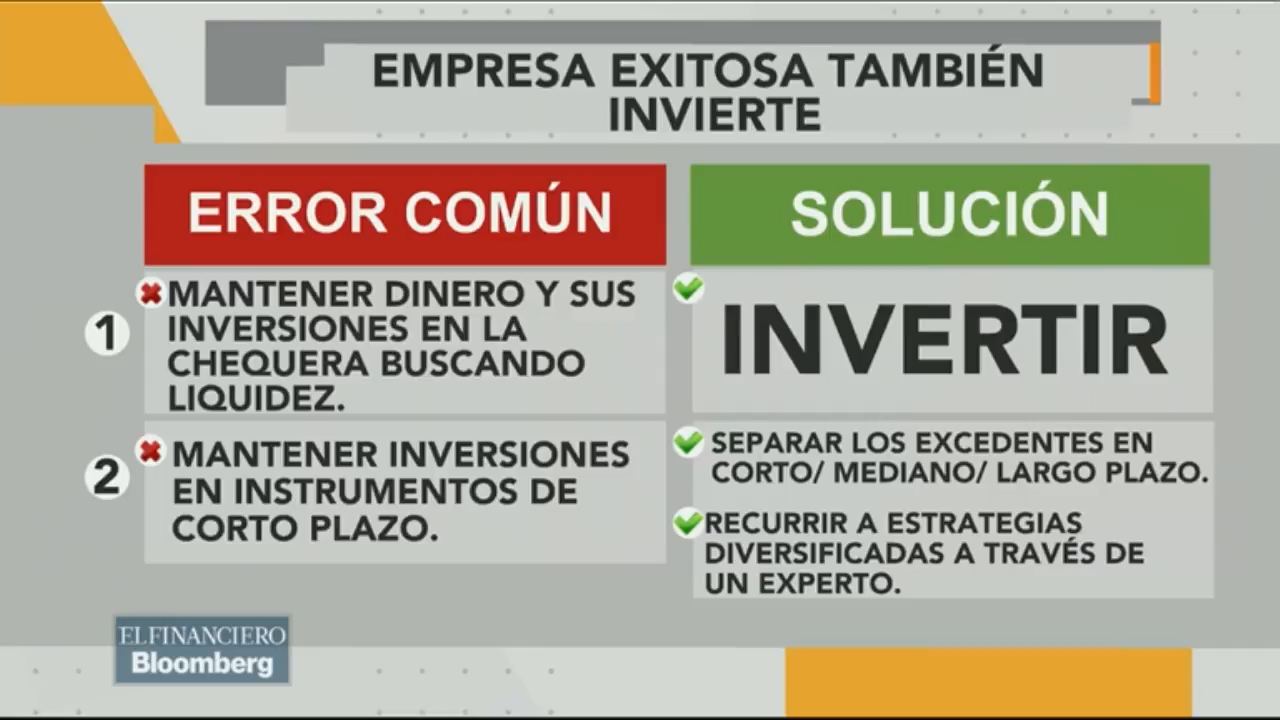 EMPRESA EXITOSA TAMBIÉN
INVIERTE
ERROR COMÚN
SOLUCIÓN
1
MANTENER DINERO Y SUS
INVERSIONES EN LA
CHEQUERA BUSCANDO
LIQUIDEZ.
INVERTIR
2
MANTENER INVERSIONES
EN INSTRUMENTOS DE
CORTO PLAZO.
SEPARAR LOS EXCEDENTES EN
CORTO/ MEDIANO/ LARGO PLAZO.
RECURRIR A ESTRATEGIAS
DIVERSIFICADAS A TRAVÉS DE
UN EXPERTO.
EL FINANCIERO
Bloomberg